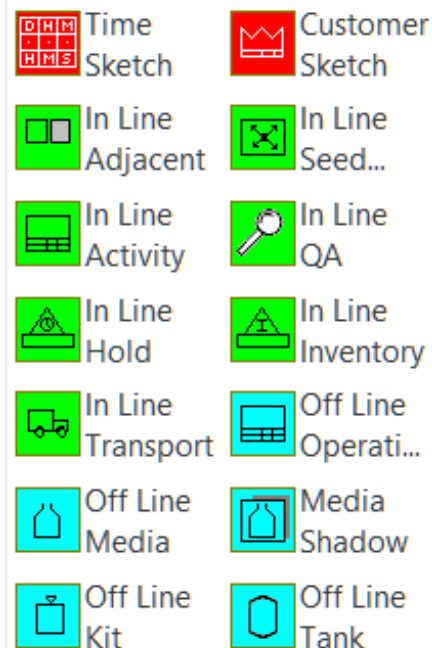 D H M
H M S
Time
Sketch
Customer
Sketch
In Line
Adjacent
In Line
Seed...
In Line
Activity
In Line
QA
In Line
Hold
In Line
Inventory
I
In Line
Transport
Off Line
Operati...
Off Line
Media
Media
Shadow
Off Line
Kit
Off Line
Tank